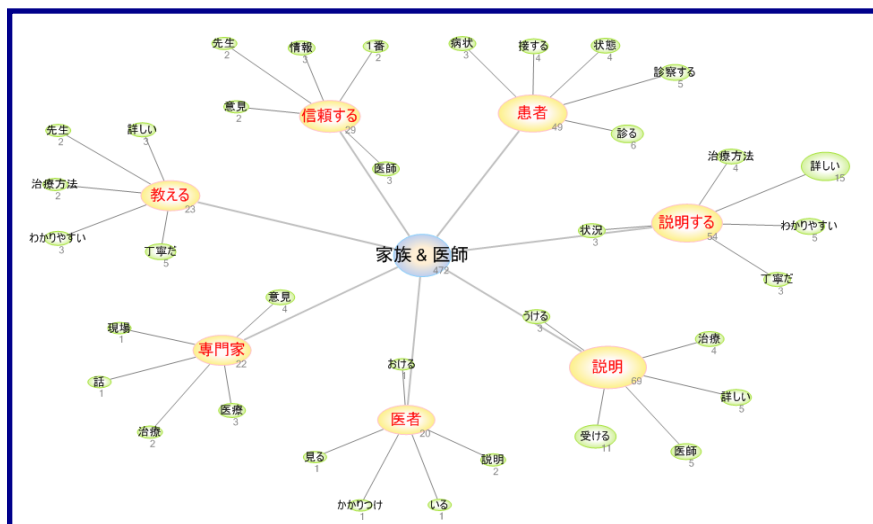 先生
2
情報
3
1番
2
意見
2
信頼する
29
医師
3
病状
3
接する
4
状態
4
診察する
5
患者
49
診る
6
先生
2
詳しい
3
治療方法
2
教える
23
わかりやすい
3
丁寧だ
5
治療方法
4
詳しい
15
状況
3
説明する
54
わかりやすい
5
丁寧だ
3
家族 & 医師
472
意見
4
現場
1
専門家
22
話
1
治療
2
医療
3
おける
1
医者
20
見る
1
かかりつけ
1
いる
1
説明
2
うける
3
治療
4
説明
69
詳しい
5
受ける
11
医師
5